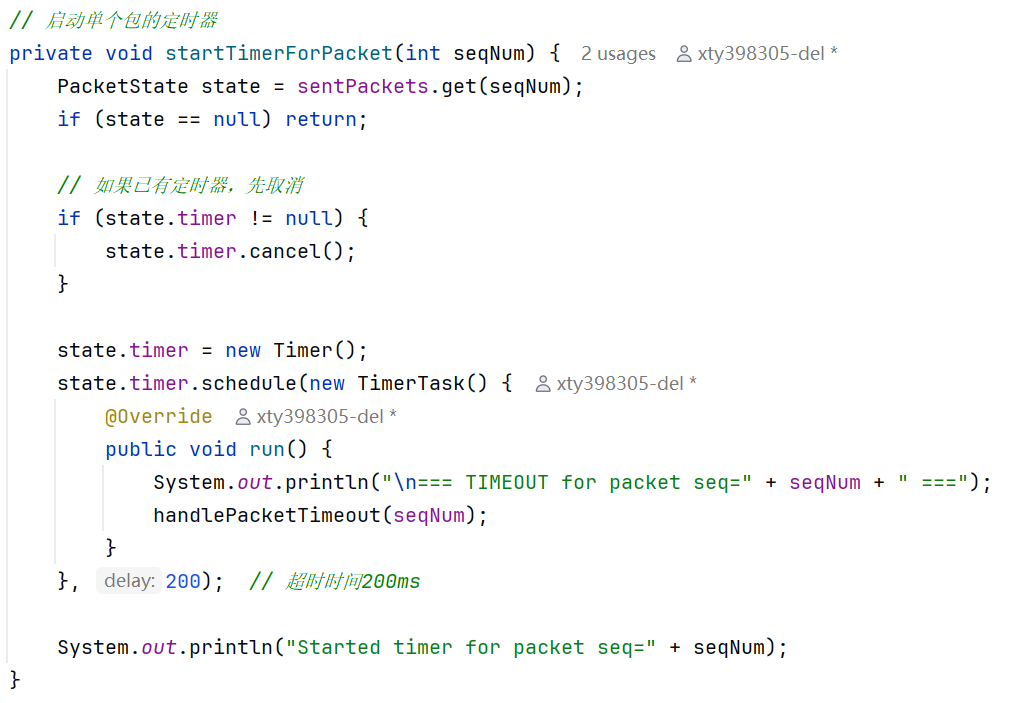 // 启动单个包的定时器
private void startTimerForPacket(int seqNum) {  2 usages  xty398305-del *
    PacketState state = sentPackets.get(seqNum);
    if (state == null) return;

    // 如果已有定时器，先取消
    if (state.timer != null) {
        state.timer.cancel();
    }

    state.timer = new Timer();
    state.timer.schedule(new TimerTask() {  xty398305-del *
        @Override  xty398305-del *
        public void run() {
            System.out.println("\n=== TIMEOUT for packet seq=" + seqNum + " ===");
            handlePacketTimeout(seqNum);
        }
    }, delay: 200);  // 超时时间200ms

    System.out.println("Started timer for packet seq=" + seqNum);
}